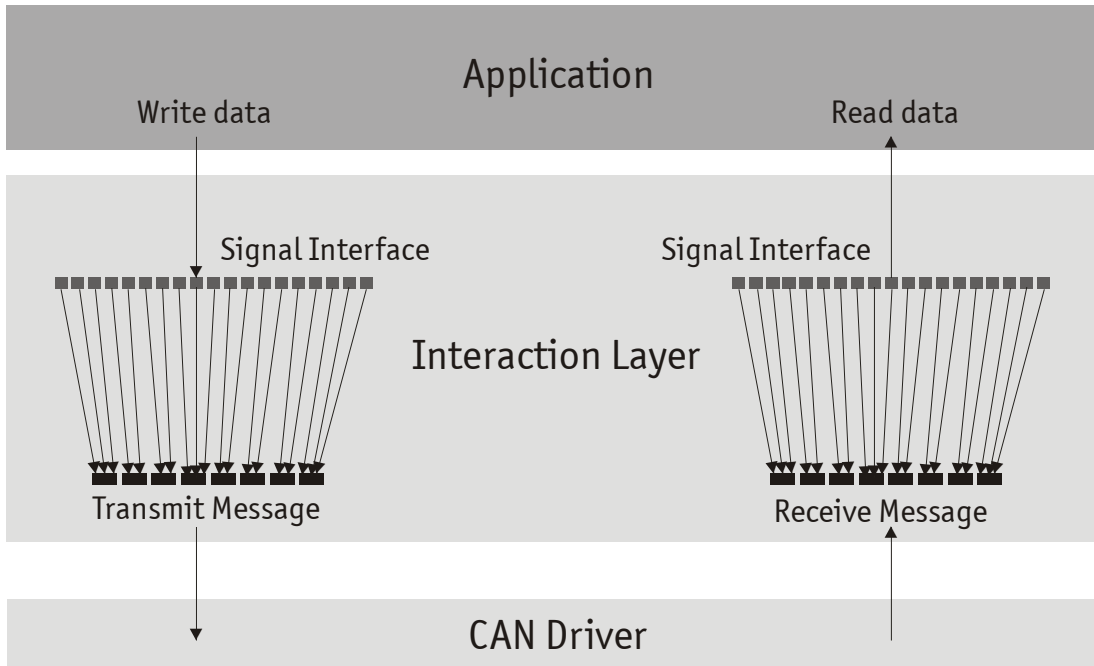 Application
Write data
Read data
Signal Interface
Signal Interface
Interaction Layer
Transmit Message
Receive Message
CAN Driver